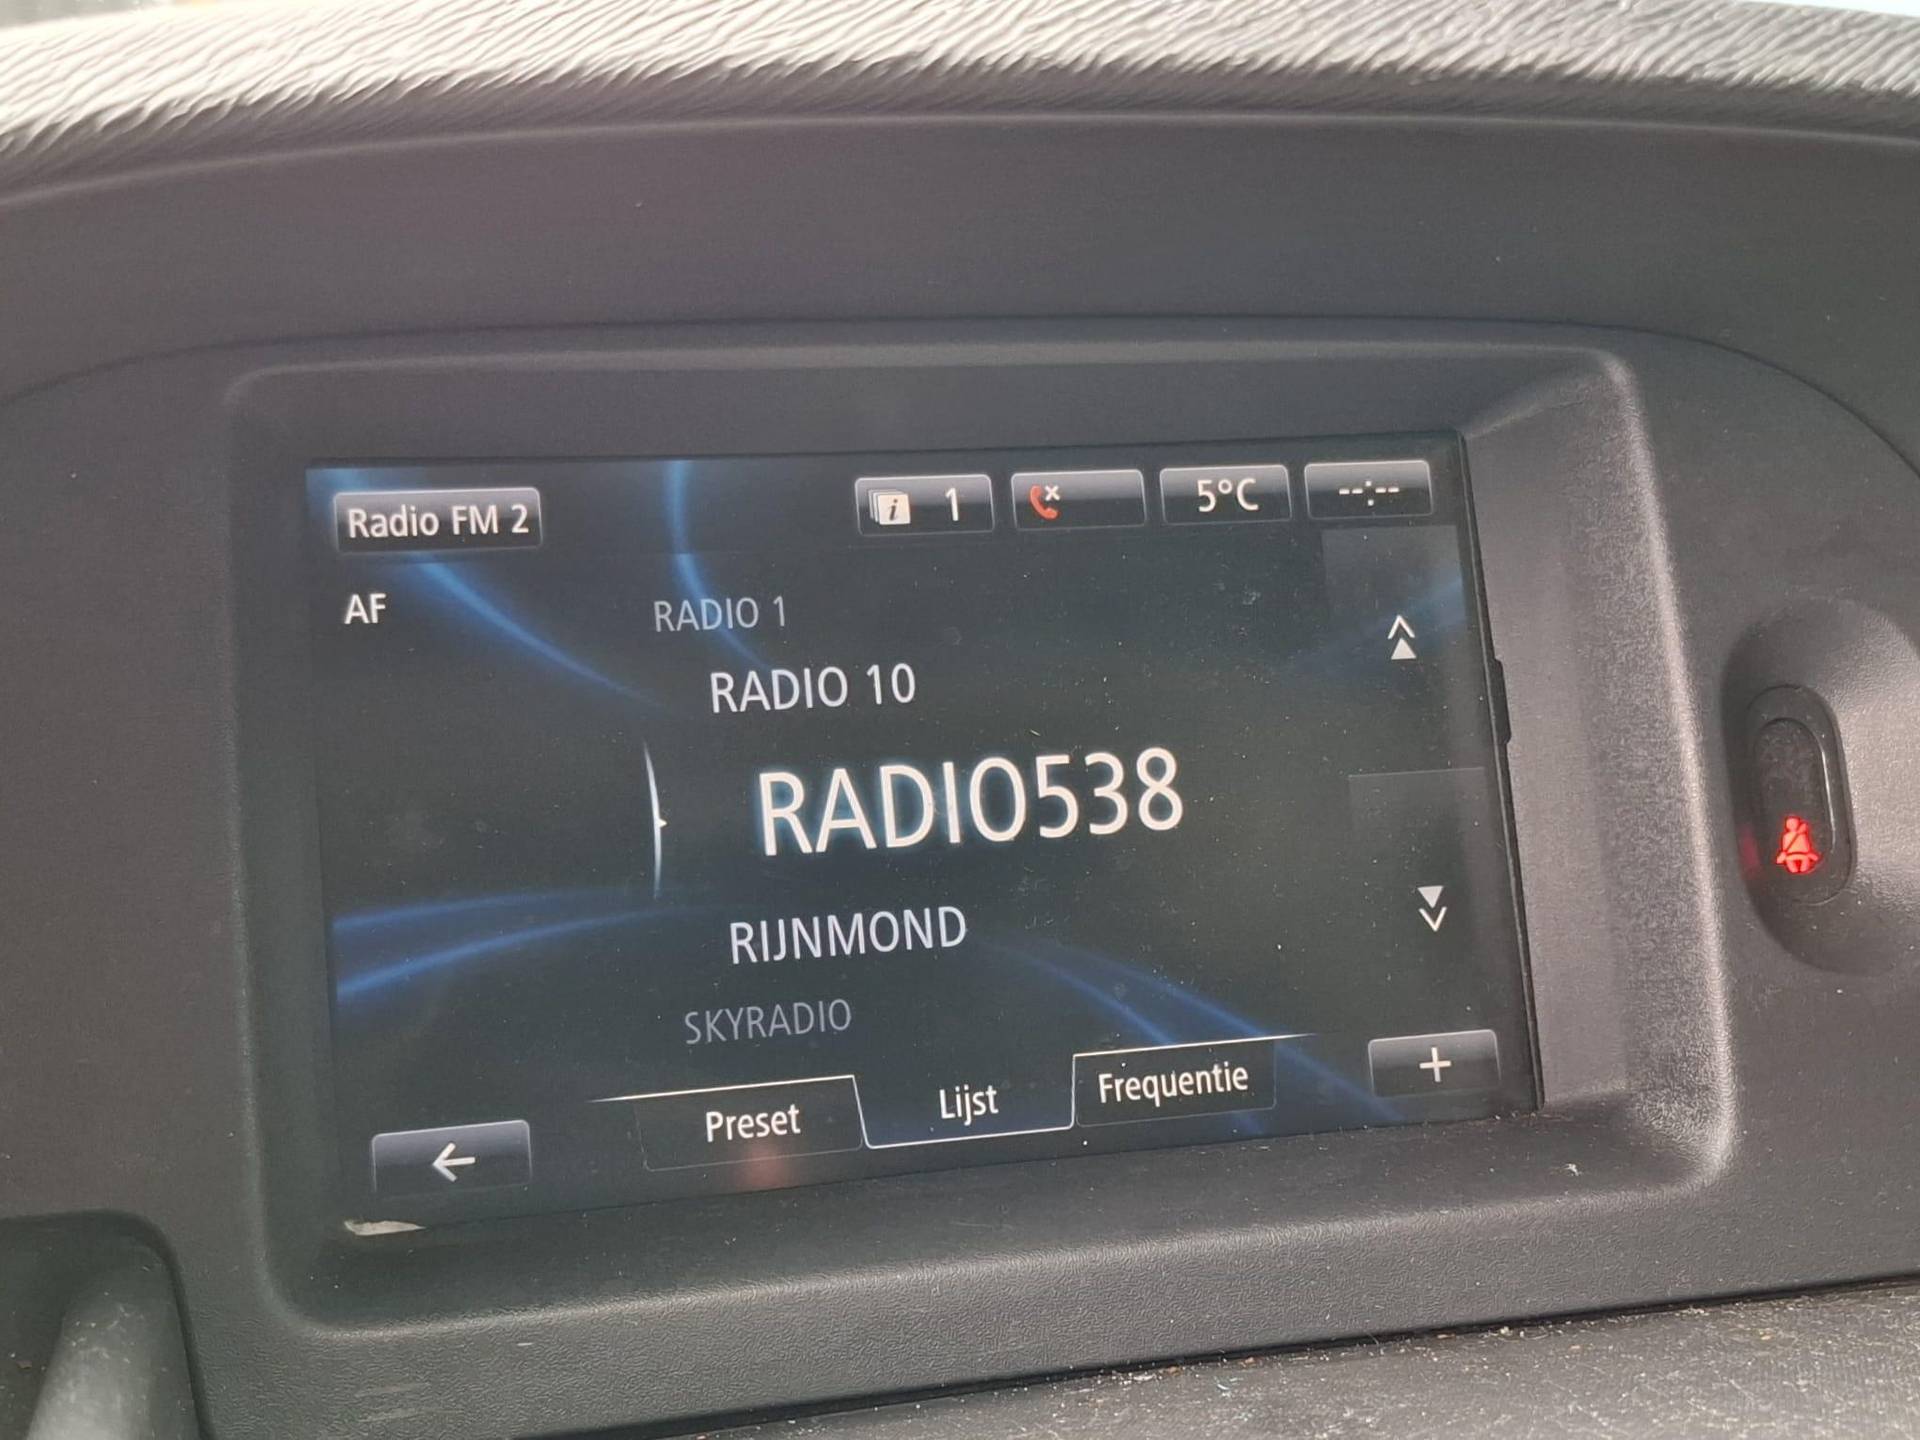 Radio FM 2
1
5°C
--:--
AF
RADIO 1
RADIO 10
RADIO538
RIJNMOND
SKYRADIO
Preset
Lijst
Frequentie
+